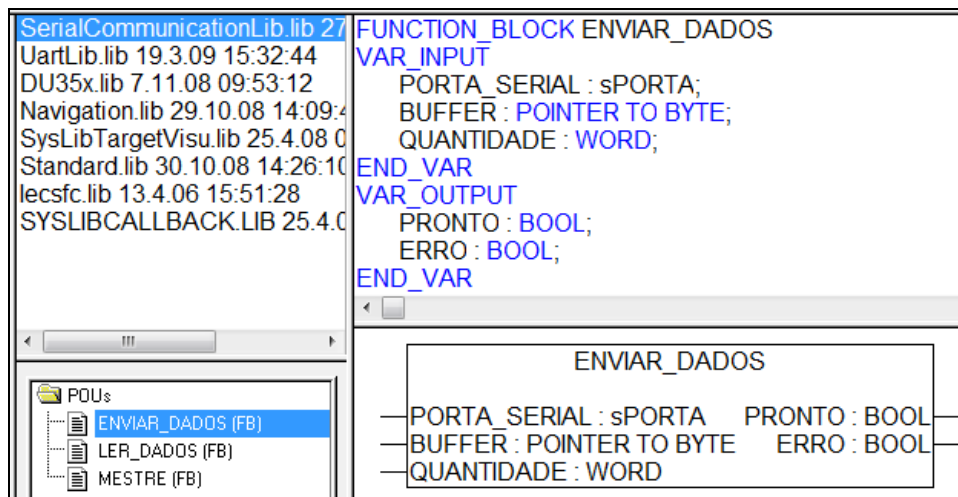 SerialCommunicationLib.lib 27
UartLib.lib 19.3.09 15:32:44
DU35x.lib 7.11.08 09:53:12
Navigation.lib 29.10.08 14:09:4
SysLibTargetVisu.lib 25.4.08 0
Standard.lib 30.10.08 14:26:10
Iecsfc.lib 13.4.06 15:51:28
SYSLIBCALLBACK.LIB 25.4.0
POUs
ENVIAR_DADOS (FB)
LER_DADOS (FB)
MESTRE (FB)
FUNCTION_BLOCK ENVIAR_DADOS
VAR_INPUT
PORTA_SERIAL : sPORTA;
BUFFER : POINTER TO BYTE;
QUANTIDADE : WORD;
END_VAR
VAR_OUTPUT
PRONTO : BOOL;
ERRO : BOOL;
END_VAR
ENVIAR_DADOS
PORTA_SERIAL : sPORTA PRONTO : BOOL
BUFFER : POINTER TO BYTE ERRO : BOOL
QUANTIDADE : WORD